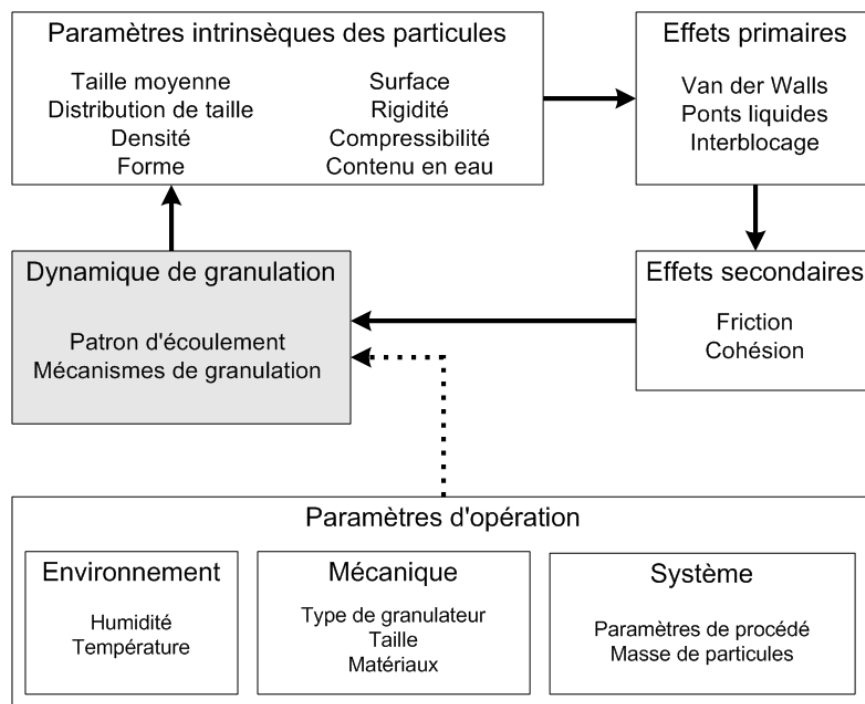 Paramètres intrinsèques des particules
Taille moyenne
Distribution de taille
Densité
Forme
Surface
Rigidité
Compressibilité
Contenu en eau
Effets primaires
Van der Walls
Ponts liquides
Interblocage
Dynamique de granulation
Patron d'écoulement
Mécanismes de granulation
Effets secondaires
Friction
Cohésion
Paramètres d'opération
Environnement
Humidité
Température
Mécanique
Type de granulateur
Taille
Matériaux
Système
Paramètres de procédé
Masse de particules